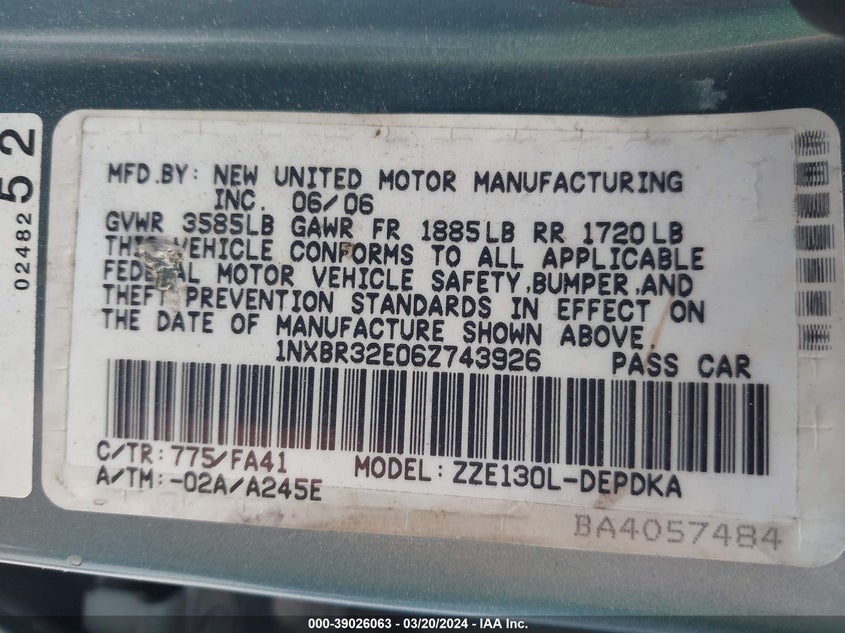 52
02482
MFD.BY: NEW UNITED MOTOR MANUFACTURING
INC. 06/06
GVWR 3585LB GAWR FR 1885LB RR 1720LB
THIS VEHICLE CONFORMS TO ALL APPLICABLE
FEDERAL MOTOR VEHICLE SAFETY,BUMPER,AND
THEFT PREVENTION STANDARDS IN EFFECT ON
THE DATE OF MANUFACTURE SHOWN ABOVE.
1NXBR32E06Z743926 PASS CAR
C/TR: 775/FA41 MODEL: ZZE130L-DEPDKA
A/TM:-02A/A245E
BA4057484
000-39026063 - 03/20/2024 - IAA Inc.